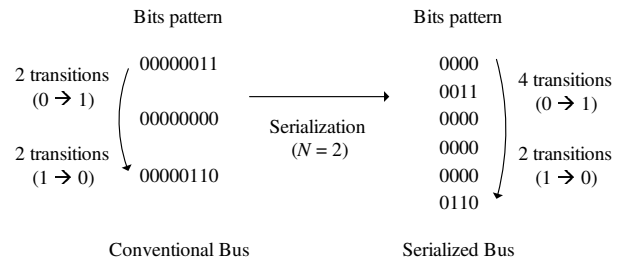 Bits pattern
Bits pattern
2 transitions
(0 → 1)
2 transitions
(1 → 0)
00000011
00000000
00000110
Serialization
(N = 2)
0000
0011
0000
0000
0000
0110
4 transitions
(0 → 1)
2 transitions
(1 → 0)
Conventional Bus
Serialized Bus